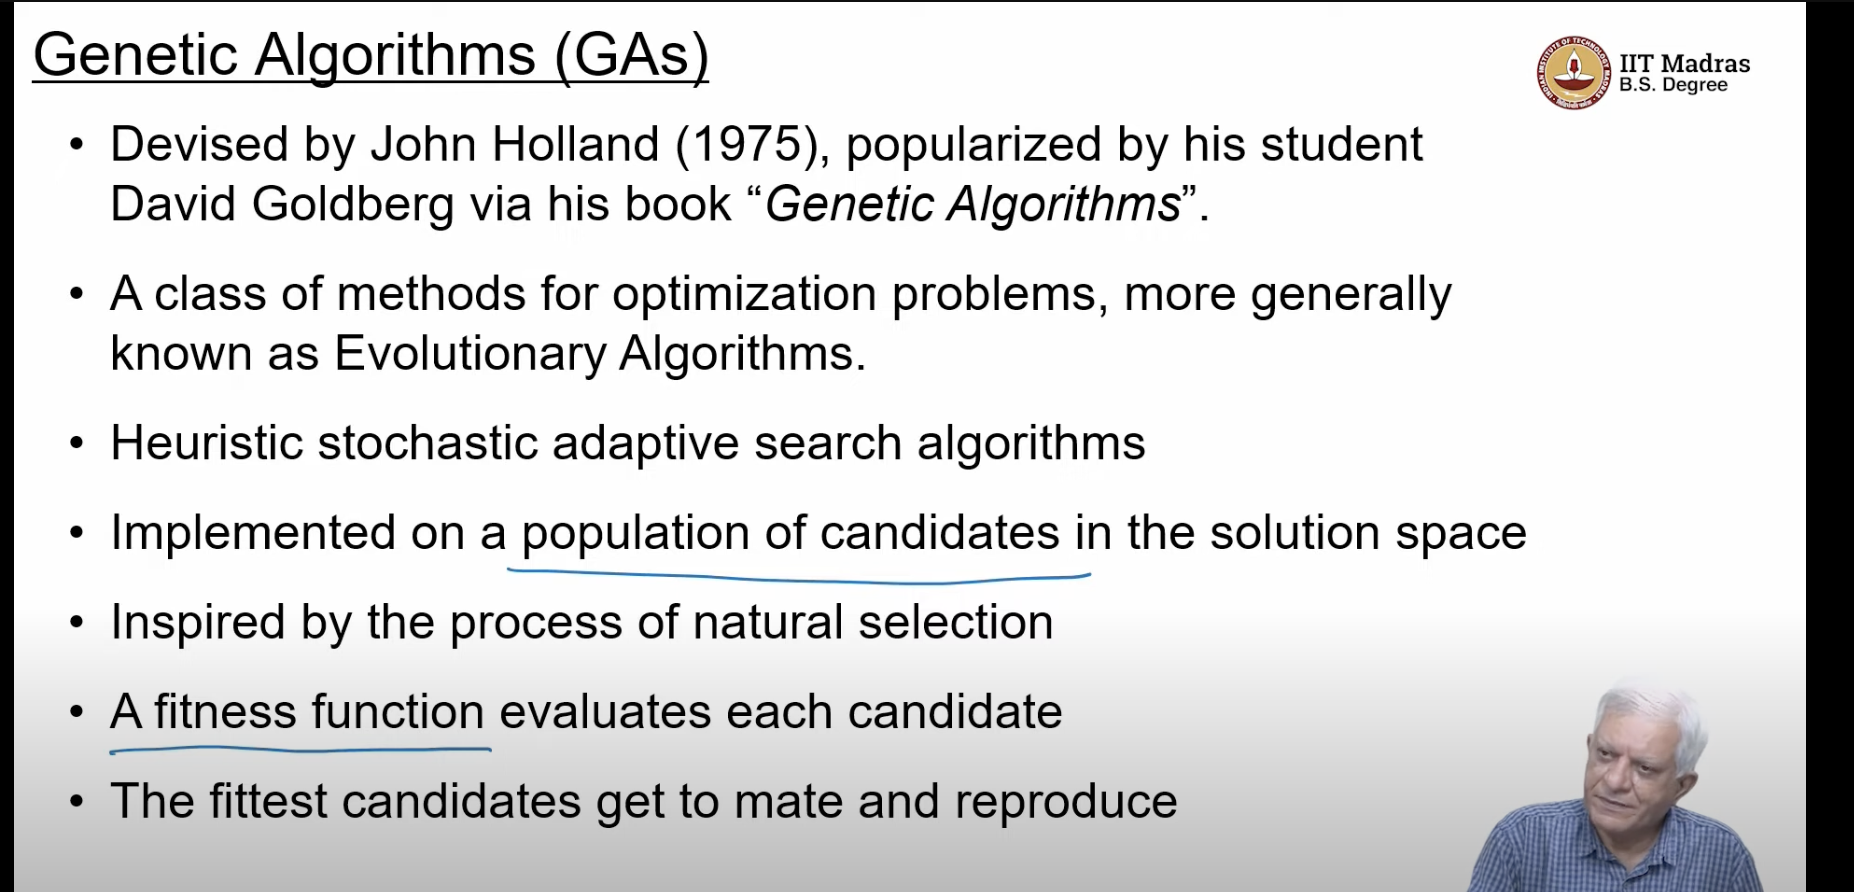 Genetic Algorithms (GAs)
IIT Madras
B.S. Degree
• Devised by John Holland (1975), popularized by his student
David Goldberg via his book “Genetic Algorithms”.
• A class of methods for optimization problems, more generally
known as Evolutionary Algorithms.
• Heuristic stochastic adaptive search algorithms
• Implemented on a population of candidates in the solution space
• Inspired by the process of natural selection
• A fitness function evaluates each candidate
• The fittest candidates get to mate and reproduce